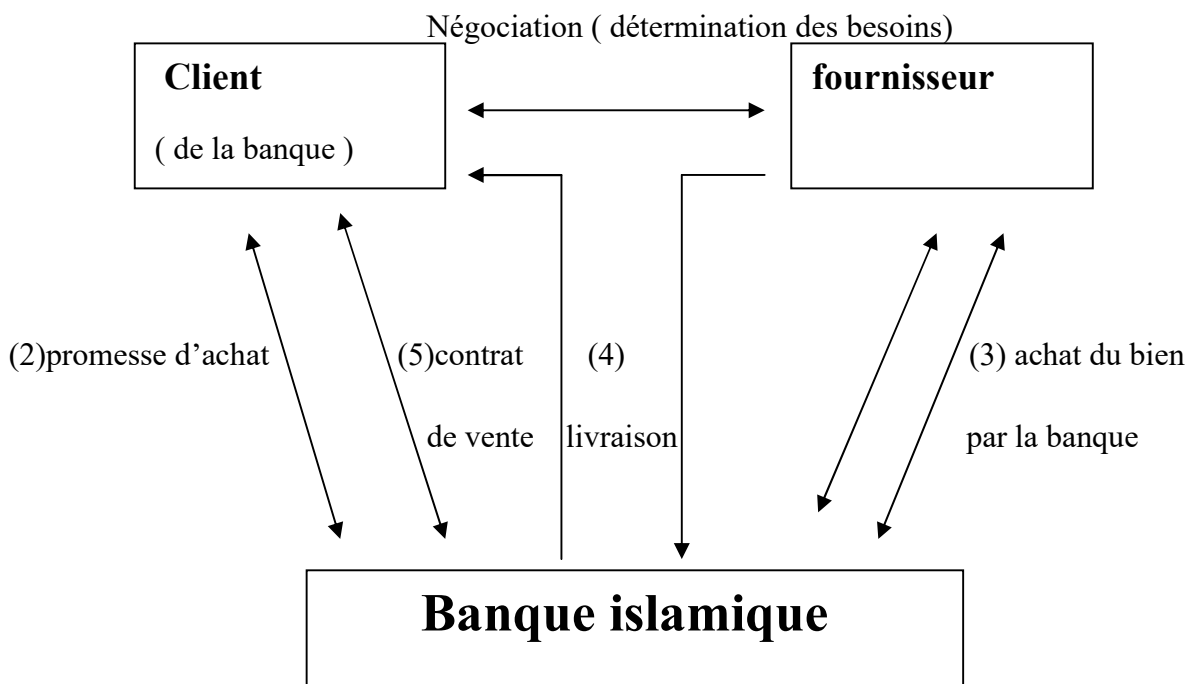 Négociation ( détermination des besoins)
Client
( de la banque )
fournisseur
(2)promesse d’achat
(5)contrat
de vente
(4)
livraison
(3) achat du bien
par la banque
Banque islamique